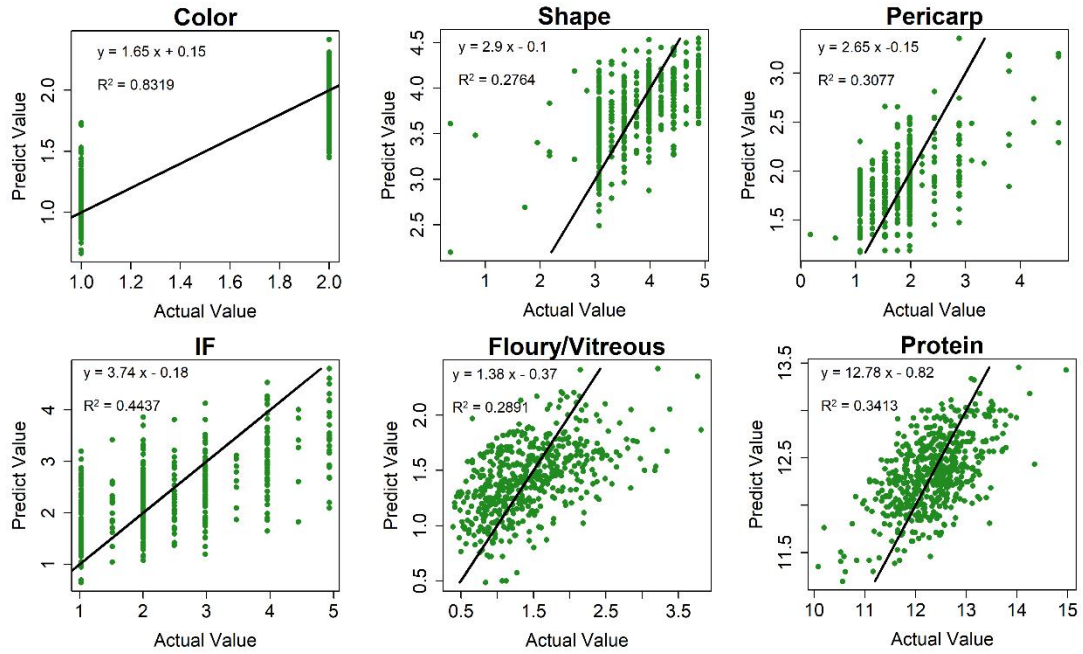 Color
y = 1.65 x + 0.15
R² = 0.8319
Predict Value
1.0
1.5
2.0
1.0 1.2 1.4 1.6 1.8 2.0
Actual Value
Shape
y = 2.9 x - 0.1
R² = 0.2764
Predict Value
2.5
3.0
3.5
4.0
4.5
1 2 3 4 5
Actual Value
Pericarp
y = 2.65 x -0.15
R² = 0.3077
Predict Value
1.5
2.0
2.5
3.0
0 1 2 3 4
Actual Value
IF
y = 3.74 x - 0.18
R² = 0.4437
Predict Value
1
2
3
4
1 2 3 4 5
Actual Value
Floury/Vitreous
y = 1.38 x - 0.37
R² = 0.2891
Predict Value
0.5
1.0
1.5
2.0
0.5 1.5 2.5 3.5
Actual Value
Protein
y = 12.78 x - 0.82
R² = 0.3413
Predict Value
11.5
12.5
13.5
10 11 12 13 14 15
Actual Value